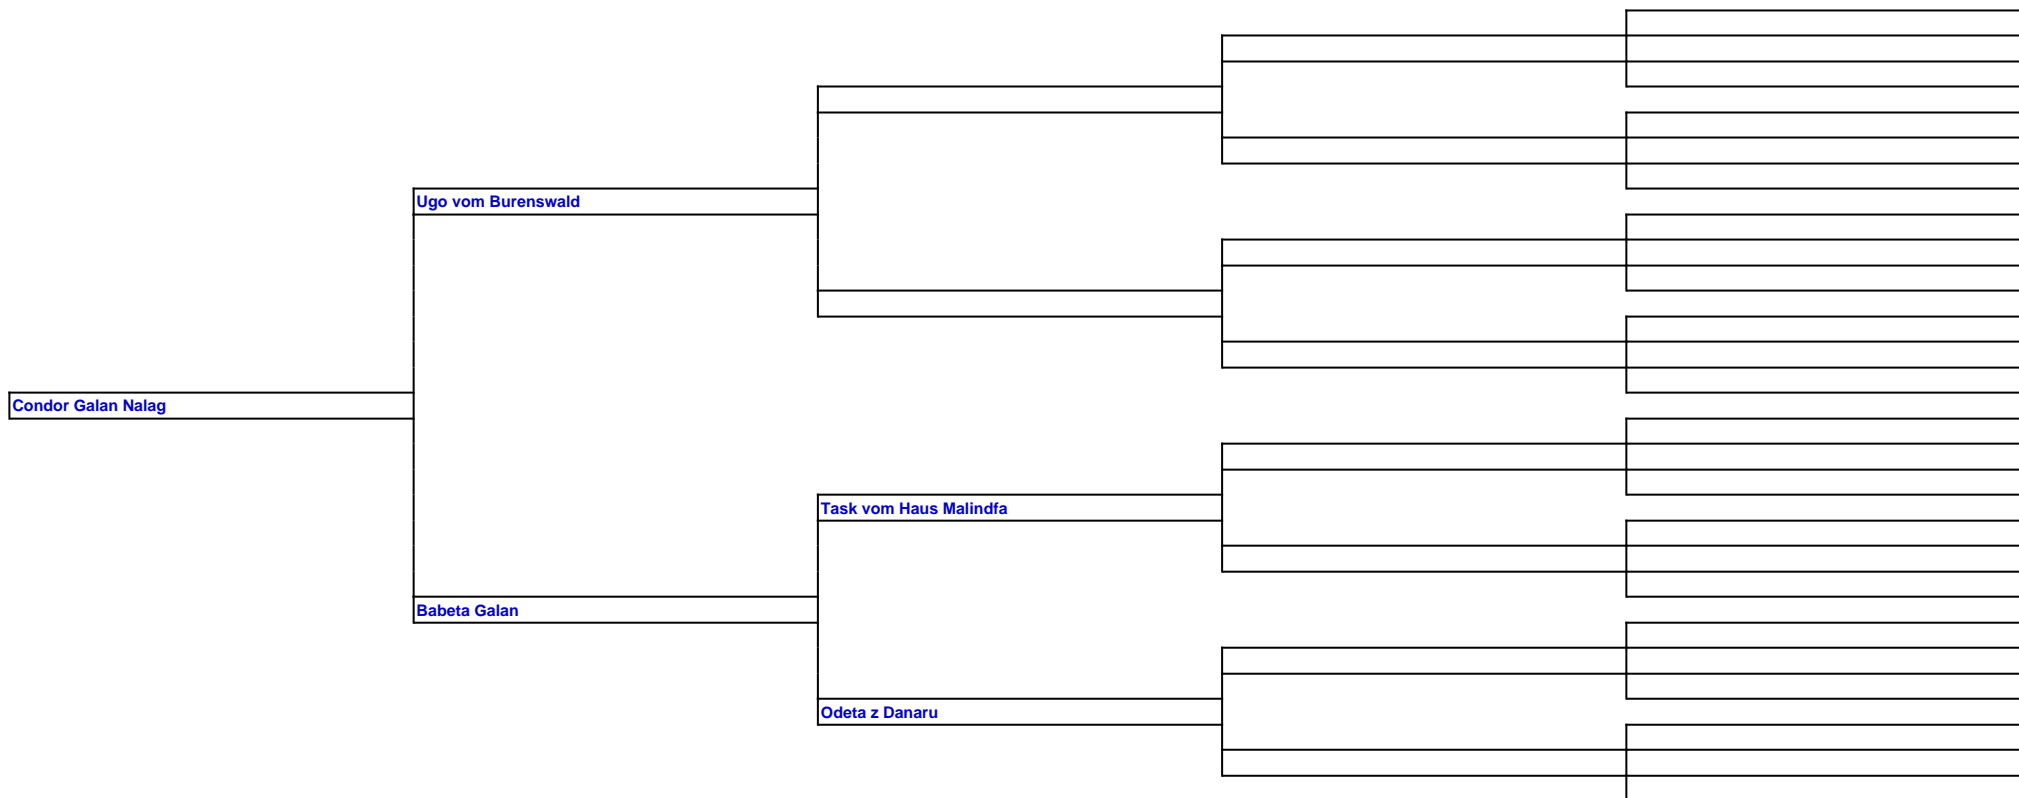 Ugo vom Burenswald
Condor Galan Nalag
Task vom Haus Malindfa
Babeta Galan
Odeta z Danaru